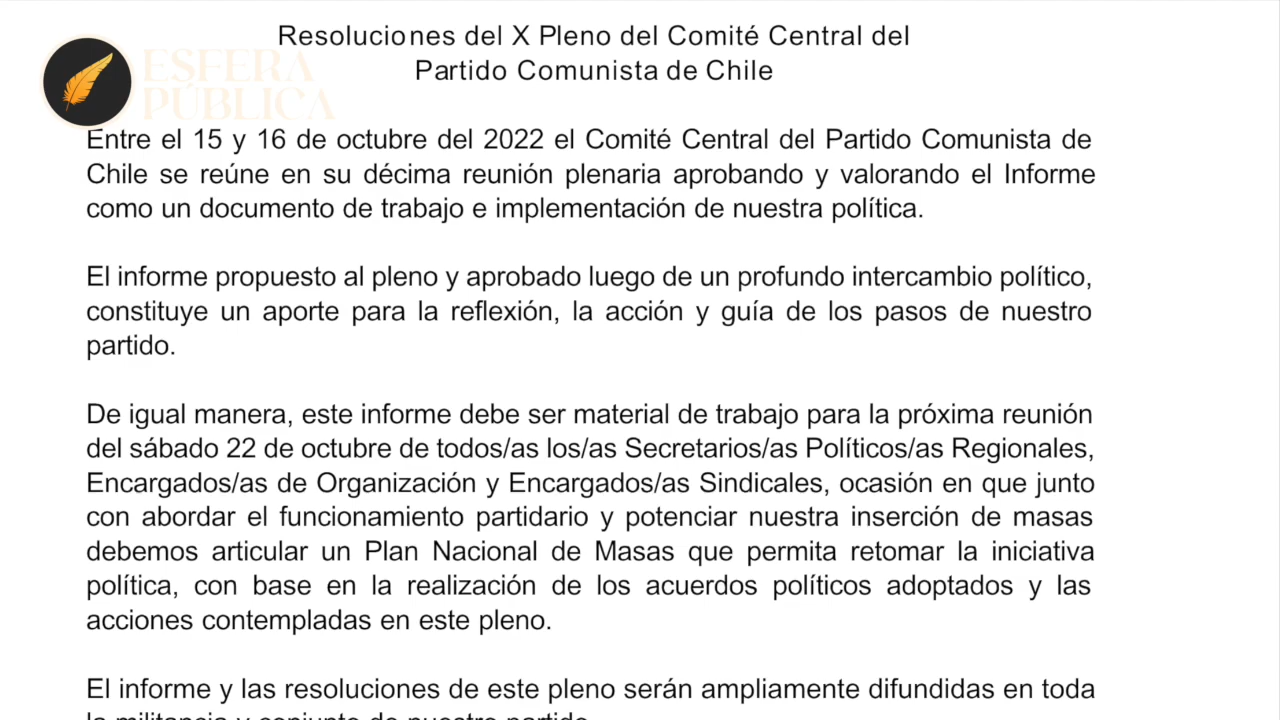 Resoluciones del X Pleno del Comité Central del
Partido Comunista de Chile
ESFERA
PÚBLICA
Entre el 15 y 16 de octubre del 2022 el Comité Central del Partido Comunista de
Chile se reúne en su décima reunión plenaria aprobando y valorando el Informe
como un documento de trabajo e implementación de nuestra política.
El informe propuesto al pleno y aprobado luego de un profundo intercambio político,
constituye un aporte para la reflexión, la acción y guía de los pasos de nuestro
partido.
De igual manera, este informe debe ser material de trabajo para la próxima reunión
del sábado 22 de octubre de todos/as los/as Secretarios/as Políticos/as Regionales,
Encargados/as de Organización y Encargados/as Sindicales, ocasión en que junto
con abordar el funcionamiento partidario y potenciar nuestra inserción de masas
debemos articular un Plan Nacional de Masas que permita retomar la iniciativa
política, con base en la realización de los acuerdos políticos adoptados y las
acciones contempladas en este pleno.
El informe y las resoluciones de este pleno serán ampliamente difundidas en toda
la militancia y conjunto de nuestro partido.